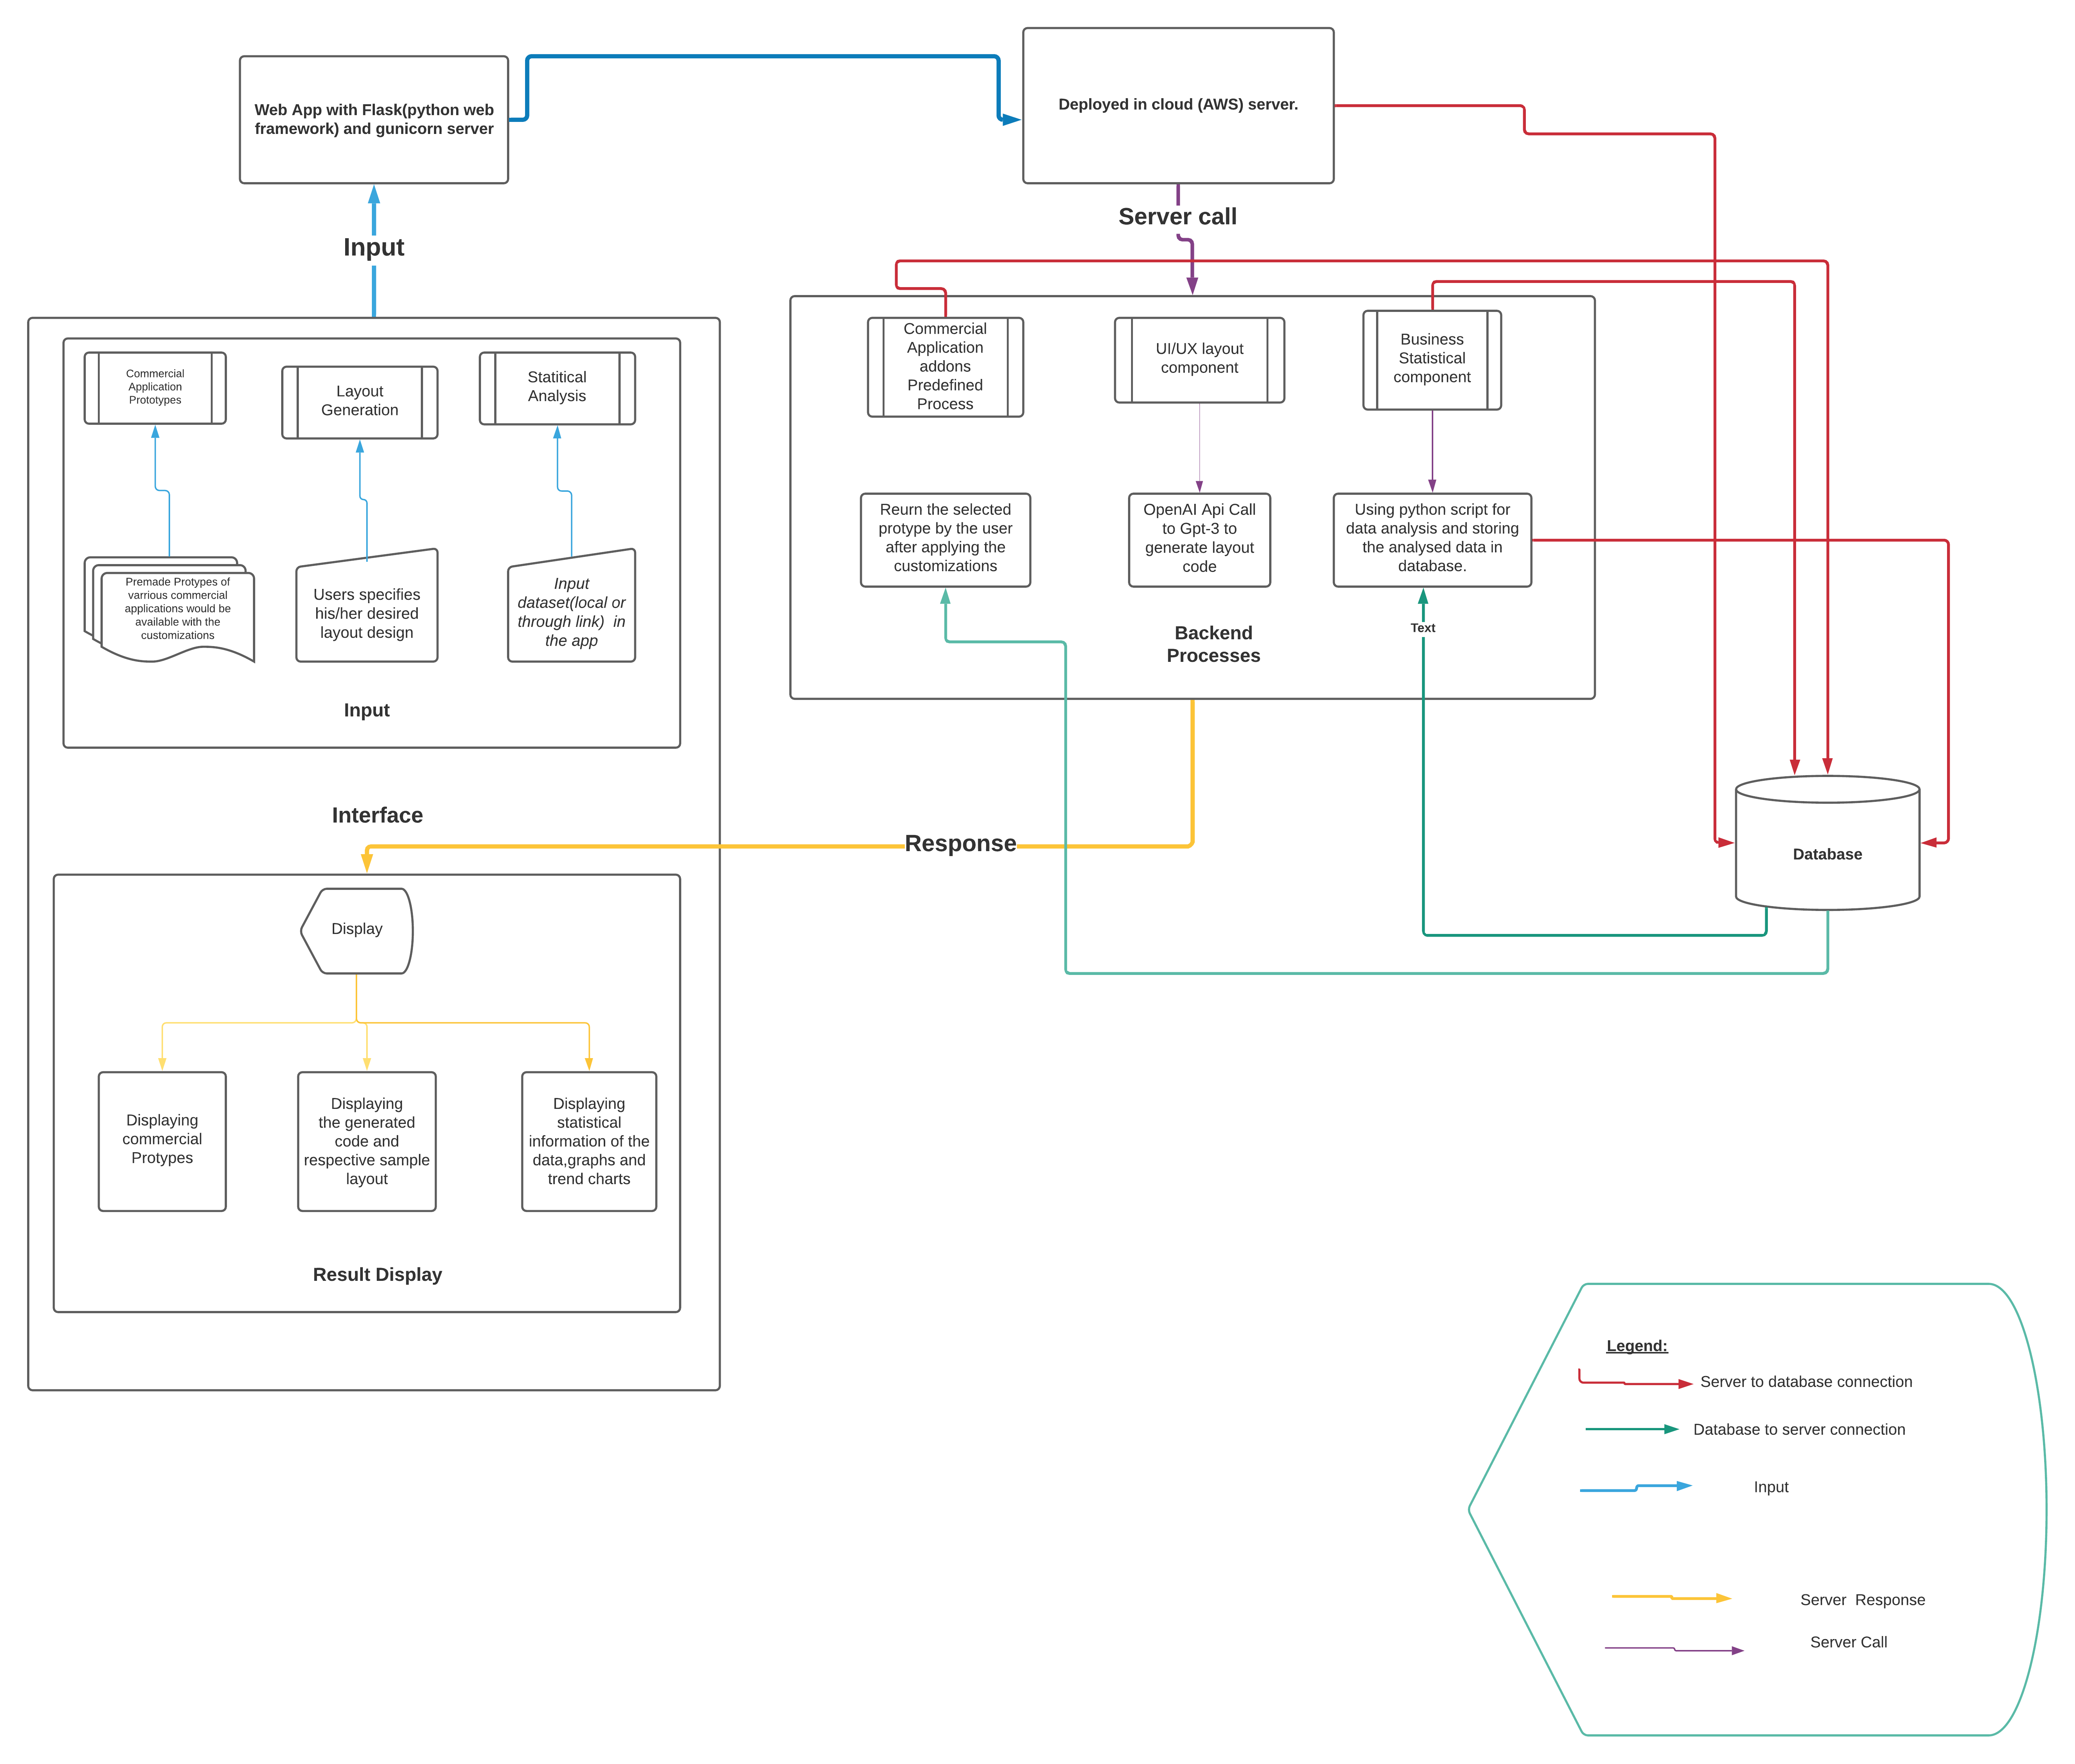 Web App with Flask(python web
framework) and gunicorn server
Deployed in cloud (AWS) server.
Input
Server call
Commercial
Application
Prototypes
Layout
Generation
Statitical
Analysis
Premade Protypes of
varrious commercial
applications would be
available with the
customizations
Users specifies
his/her desired
layout design
Input
dataset(local or
through link)  in
the app
Input
Commercial
Application
addons
Predefined
Process
UI/UX layout
component
Business
Statistical
component
Reurn the selected
protype by the user
after applying the
customizations
OpenAI Api Call
to Gpt-3 to
generate layout
code
Using python script for
data analysis and storing
the analysed data in
database.
Text
Backend
Processes
Interface
Response
Database
Display
Displaying
commercial
Protypes
Displaying
the generated
code and
respective sample
layout
Displaying
statistical
information of the
data,graphs and
trend charts
Result Display
Legend:
Server to database connection
Database to server connection
Input
Server  Response
Server Call